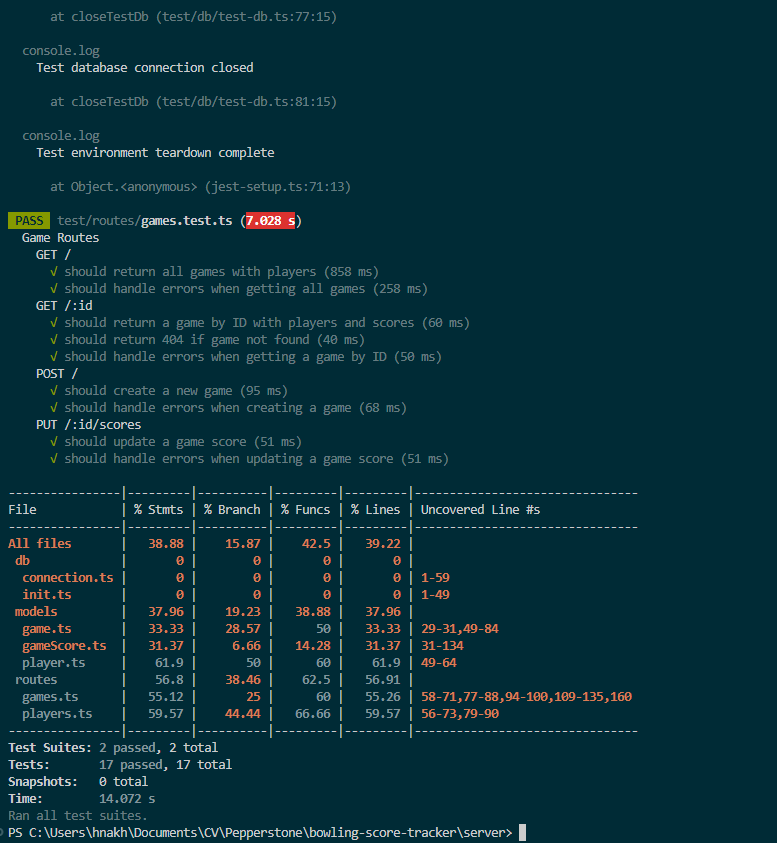 at closeTestDb (test/db/test-db.ts:77:15)
console.log
Test database connection closed
at closeTestDb (test/db/test-db.ts:81:15)
console.log
Test environment teardown complete
at Object.<anonymous> (jest-setup.ts:71:13)
PASS test/routes/games.test.ts (7.028 s)
Game Routes
GET /
√ should return all games with players (858 ms)
√ should handle errors when getting all games (258 ms)
GET /:id
√ should return a game by ID with players and scores (60 ms)
√ should return 404 if game not found (40 ms)
√ should handle errors when getting a game by ID (50 ms)
POST /
√ should create a new game (95 ms)
√ should handle errors when creating a game (68 ms)
PUT /:id/scores
√ should update a game score (51 ms)
√ should handle errors when updating a game score (51 ms)
----------------|---------|----------|---------|---------|---------------------------
File            | % Stmts | % Branch | % Funcs | % Lines | Uncovered Line #s
----------------|---------|----------|---------|---------|---------------------------
All files       |   38.88 |    15.87 |    42.5 |   39.22 |
db              |       0 |        0 |       0 |       0 |
connection.ts |       0 |        0 |       0 |       0 | 1-59
init.ts       |       0 |        0 |       0 |       0 | 1-49
models         |   37.96 |    19.23 |   38.88 |   37.96 |
game.ts       |   33.33 |    28.57 |      50 |   33.33 | 29-31,49-84
gameScore.ts  |   31.37 |     6.66 |   14.28 |   31.37 | 31-134
player.ts     |    61.9 |       50 |      60 |    61.9 | 49-64
routes         |    56.8 |    38.46 |    62.5 |   56.91 |
games.ts      |   55.12 |       25 |      60 |   55.26 | 58-71,77-88,94-100,109-135,160
players.ts    |   59.57 |    44.44 |   66.66 |   59.57 | 56-73,79-90
----------------|---------|----------|---------|---------|---------------------------
Test Suites: 2 passed, 2 total
Tests:       17 passed, 17 total
Snapshots:   0 total
Time:        14.072 s
Ran all test suites.
PS C:\Users\hnakh\Documents\CV\Pepperstone\bowling-score-tracker\server>